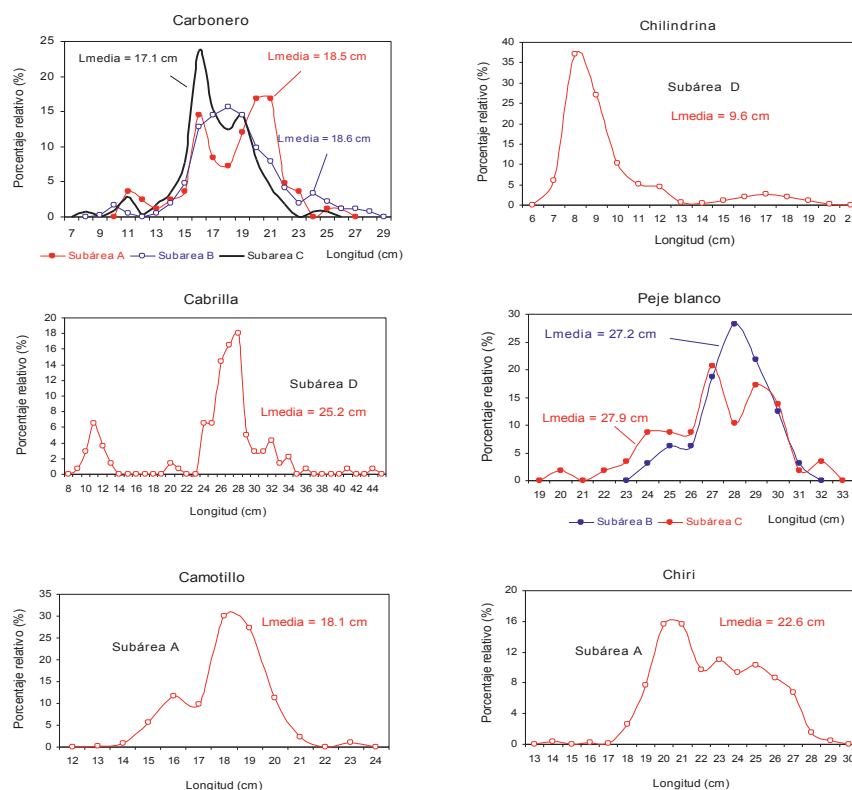 Carbonero
Porcentaje relativo (%)
25
20
15
10
5
0
Lmedia = 17.1 cm
Lmedia = 18.5 cm
Lmedia = 18.6 cm
7 9 11 13 15 17 19 21 23 25 27 29
Longitud (cm)
Subárea A Subarea B Subarea C
Chilindrina
Porcentaje relativo (%)
40
35
30
25
20
15
10
5
0
Subárea D
Lmedia = 9.6 cm
6 7 8 9 10 11 12 13 14 15 16 17 18 19 20 21
Longitud (cm)
Cabrilla
Porcentaje relativo (%)
20
18
16
14
12
10
8
6
4
2
0
Subárea D
Lmedia = 25.2 cm
8 10 12 14 16 18 20 22 24 26 28 30 32 34 36 38 40 42 44
Longitud (cm)
Peje blanco
Porcentaje relativo (%)
30
25
20
15
10
5
0
Lmedia = 27.2 cm
Lmedia = 27.9 cm
19 20 21 22 23 24 25 26 27 28 29 30 31 32 33
Subárea B Subárea C
Longitud (cm)
Camotillo
Porcentaje relativo (%)
35
30
25
20
15
10
5
0
Lmedia = 18.1 cm
Subárea A
12 13 14 15 16 17 18 19 20 21 22 23 24
Longitud (cm)
Chiri
Porcentaje relativo (%)
20
16
12
8
4
0
Lmedia = 22.6 cm
Subárea A
13 14 15 16 17 18 19 20 21 22 23 24 25 26 27 28 29 30
Longitud (cm)